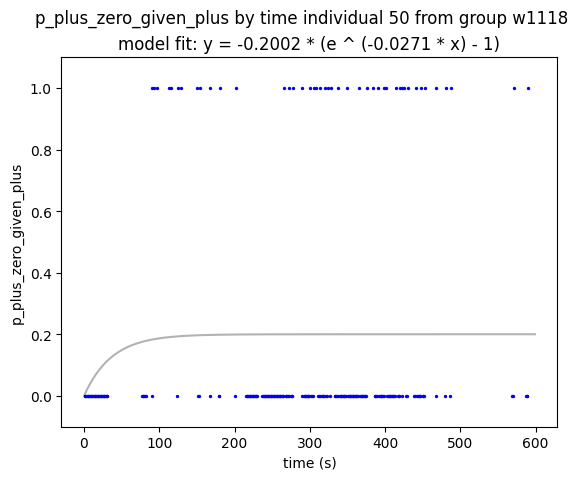 p_plus_zero_given_plus by time individual 50 from group w1118
model fit: y = -0.2002 * (e ^ (-0.0271 * x) - 1)
p_plus_zero_given_plus
1.0
0.8
0.6
0.4
0.2
0.0
0 100 200 300 400 500 600
time (s)